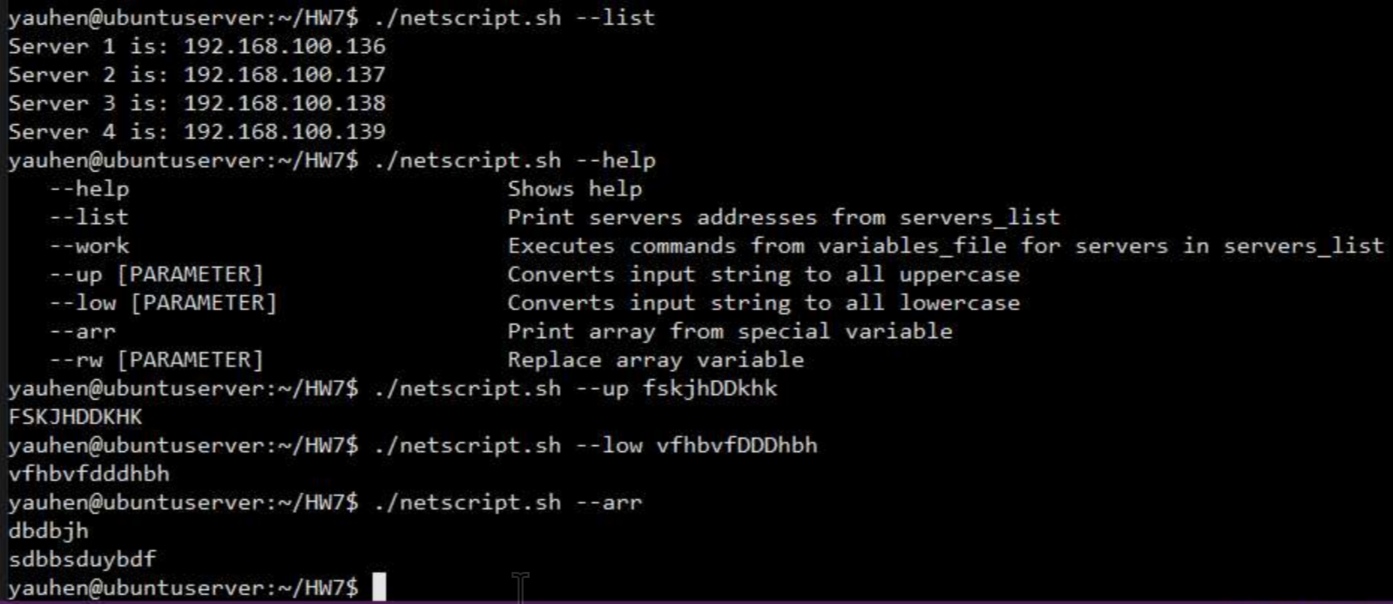 yauhen@ubuntuserver:~/HW7$ ./netscript.sh --list
Server 1 is: 192.168.100.136
Server 2 is: 192.168.100.137
Server 3 is: 192.168.100.138
Server 4 is: 192.168.100.139
yauhen@ubuntuserver:~/HW7$ ./netscript.sh --help
   --help                            Shows help
   --list                            Print servers addresses from servers_list
   --work                            Executes commands from variables_file for servers in servers_list
   --up [PARAMETER]                  Converts input string to all uppercase
   --low [PARAMETER]                 Converts input string to all lowercase
   --arr                             Print array from special variable
   --rw [PARAMETER]                  Replace array variable
yauhen@ubuntuserver:~/HW7$ ./netscript.sh --up fskjhDDkhk
FSKJHDDKHK
yauhen@ubuntuserver:~/HW7$ ./netscript.sh --low vfhbvfDDDhbh
vfhbvfdddhbh
yauhen@ubuntuserver:~/HW7$ ./netscript.sh --arr
dbdbjh
sdbbsduybdf
yauhen@ubuntuserver:~/HW7$